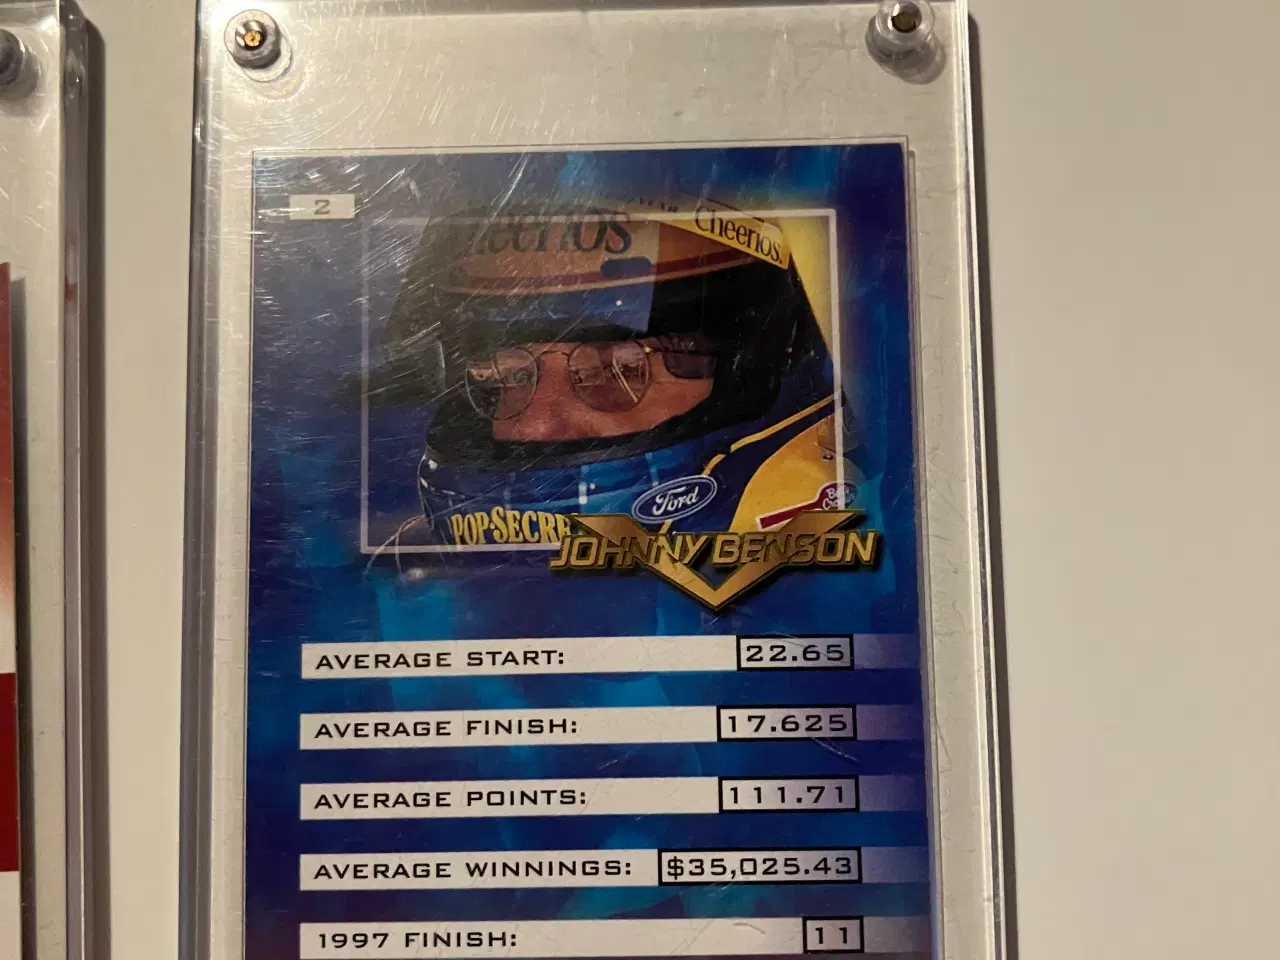 2
Cheerios
Cheerios
Ford
POP·SECRE
JOHNNY BENSON
AVERAGE START: 22.65
AVERAGE FINISH: 17.625
AVERAGE POINTS: 111.71
AVERAGE WINNINGS: $35,025.43
1997 FINISH: 11